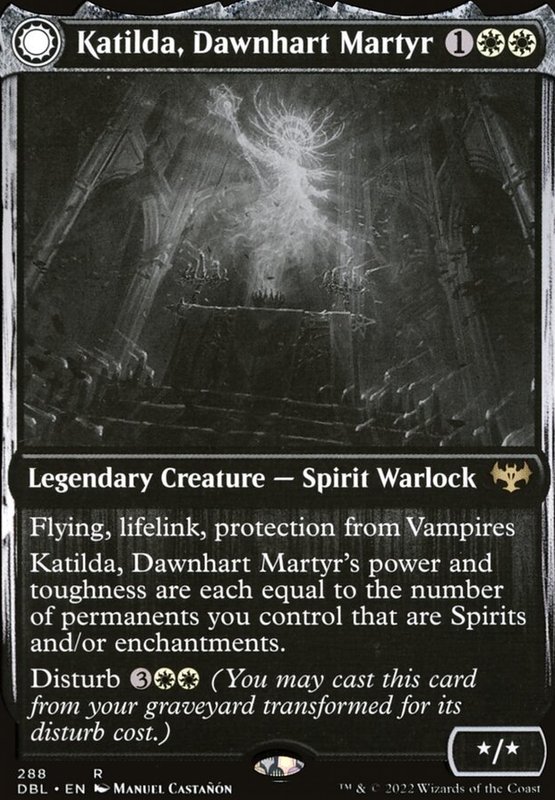 Katilda, Dawnhart Martyr 1
Legendary Creature — Spirit Warlock
Flying, lifelink, protection from Vampires
Katilda, Dawnhart Martyr's power and
toughness are each equal to the number
of permanents you control that are Spirits
and/or enchantments.
Disturb 3 (You may cast this card
from your graveyard transformed for its
disturb cost.)
★/★
288 R
DBL • EN Manuel Castañón
™ & © 2022 Wizards of the Coast